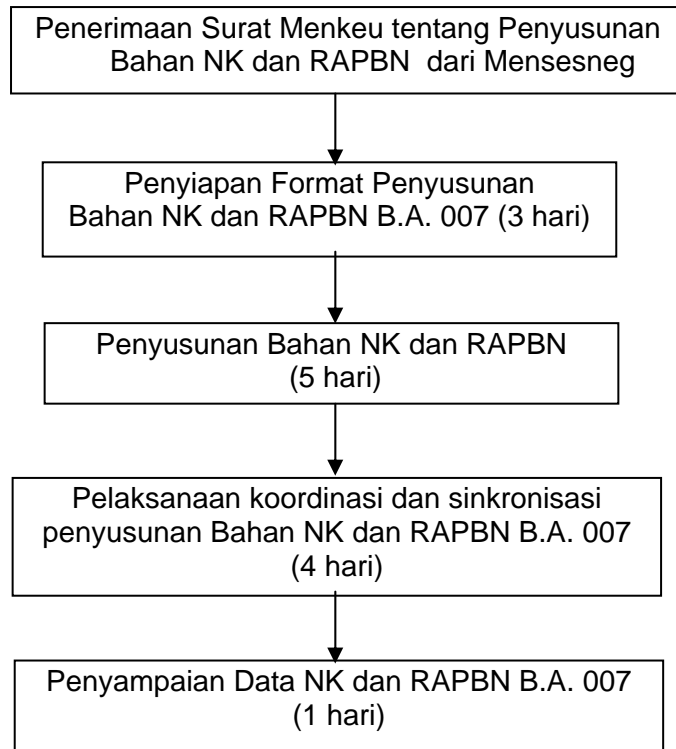 Penerimaan Surat Menkeu tentang Penyusunan
Bahan NK dan RAPBN dari Mensesneg
Penyiapan Format Penyusunan
Bahan NK dan RAPBN B.A. 007 (3 hari)
Penyusunan Bahan NK dan RAPBN
(5 hari)
Pelaksanaan koordinasi dan sinkronisasi
penyusunan Bahan NK dan RAPBN B.A. 007
(4 hari)
Penyampaian Data NK dan RAPBN B.A. 007
(1 hari)